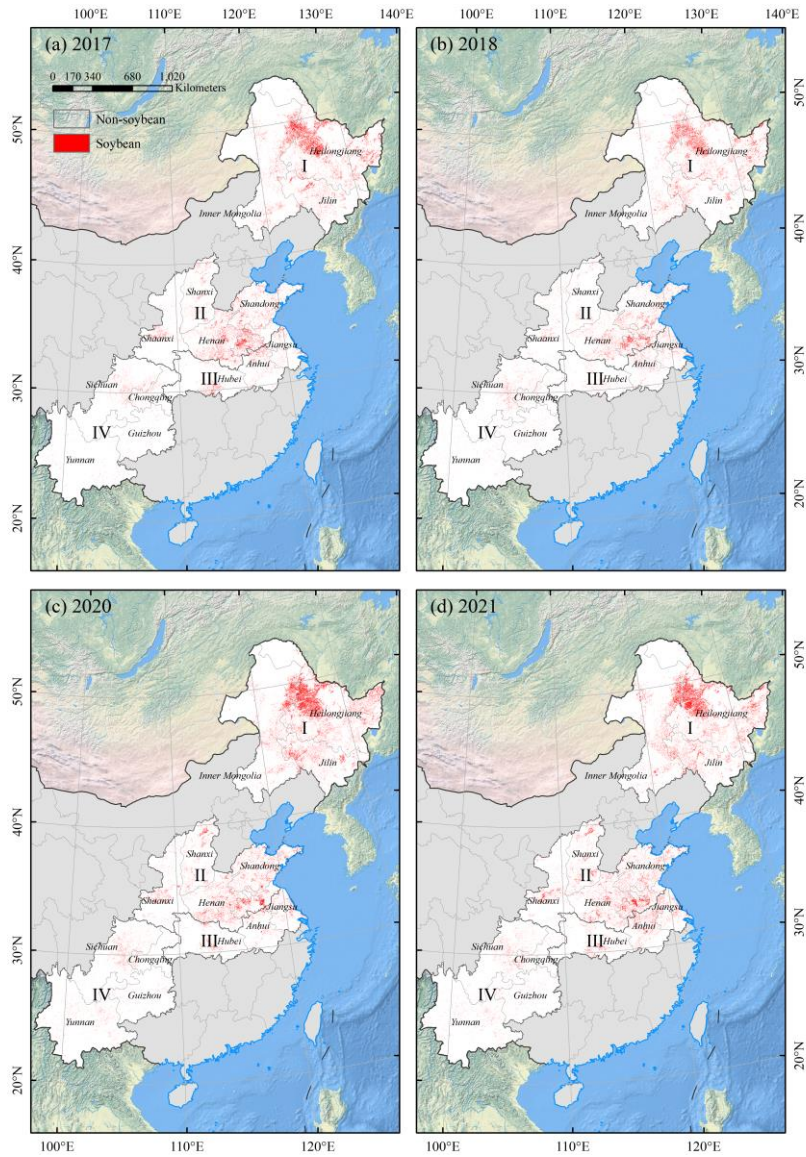 110°E 120°E 130°E 140°E 110°E 120°E 130°E 140°E
(a) 2017
0 170 340 680 1,020
Kilometers
Non-soybean
Soybean
50°N
40°N
30°N
20°N
I
Heilongjiang
Jilin
Inner Mongolia
Shanxi
II
Shandong
Shaanxi
Henan
Jiangsu
Anhui
III
Hubei
Sichuan
Chongqing
IV
Guizhou
Yunnan
(b) 2018
I
Heilongjiang
Jilin
Inner Mongolia
Shanxi
II
Shandong
Shaanxi
Henan
Jiangsu
Anhui
III
Hubei
Sichuan
Chongqing
IV
Guizhou
Yunnan
50°N
40°N
30°N
20°N
(c) 2020
50°N
40°N
30°N
20°N
I
Heilongjiang
Jilin
Inner Mongolia
Shanxi
II
Shandong
Shaanxi
Henan
Jiangsu
Anhui
III
Hubei
Sichuan
Chongqing
IV
Guizhou
Yunnan
(d) 2021
I
Heilongjiang
Jilin
Inner Mongolia
Shanxi
II
Shandong
Shaanxi
Henan
Jiangsu
Anhui
III
Hubei
Sichuan
Chongqing
IV
Guizhou
Yunnan
50°N
40°N
30°N
20°N
100°E 110°E 120°E 100°E 110°E 120°E